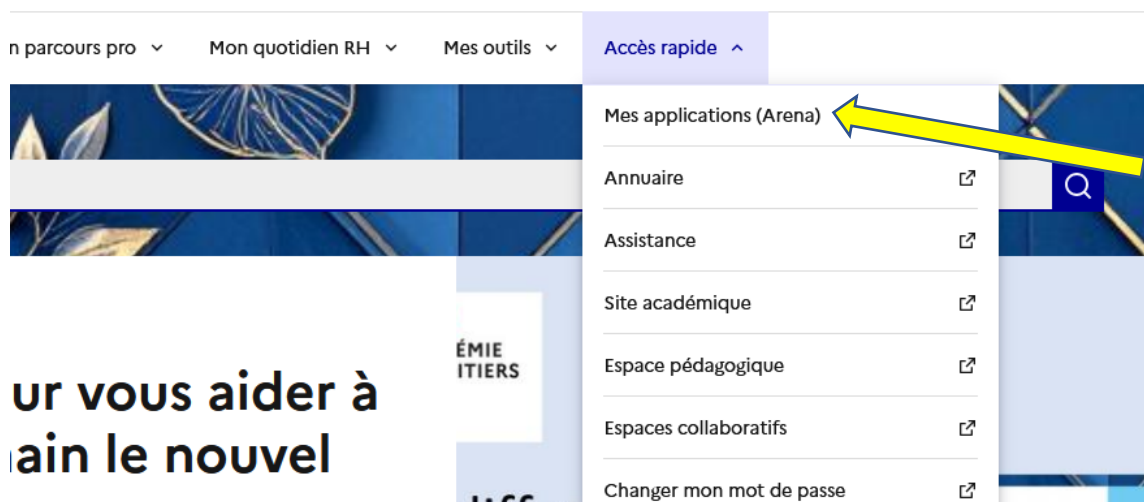 n parcours pro
Mon quotidien RH
Mes outils
Accès rapide
Mes applications (Arena)
Annuaire
Assistance
Site académique
Espace pédagogique
Espaces collaboratifs
Changer mon mot de passe
ÉMIE
ITIERS
ur vous aider à
ain le nouvel